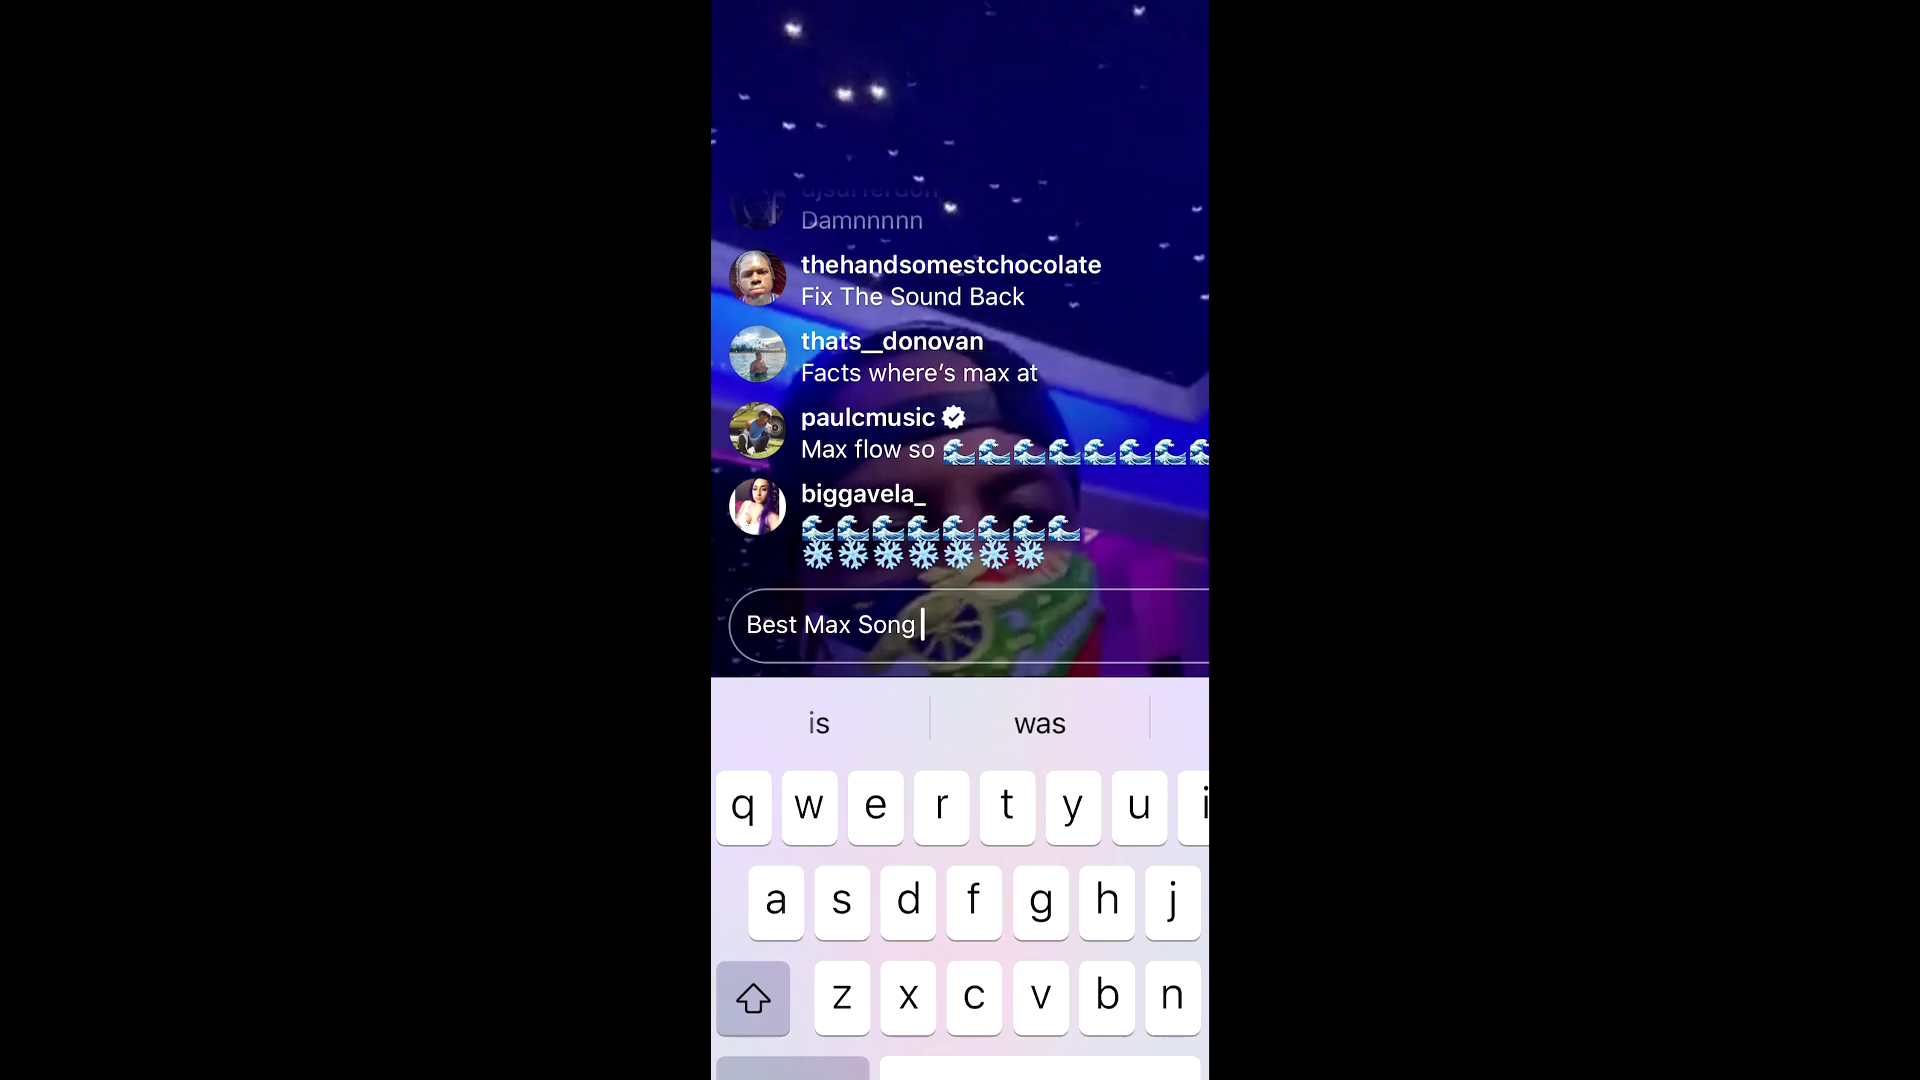 Damnnnnn
thehandsomestchocolate
Fix The Sound Back
thats__donovan
Facts where's max at
paulcmusic
Max flow so 🌊🌊🌊🌊🌊🌊🌊🌊
biggavela_
🌊🌊🌊🌊🌊🌊🌊🌊
❄️❄️❄️❄️❄️❄️❄️
Best Max Song
is was
q w e r t y u i
a s d f g h j
z x c v b n